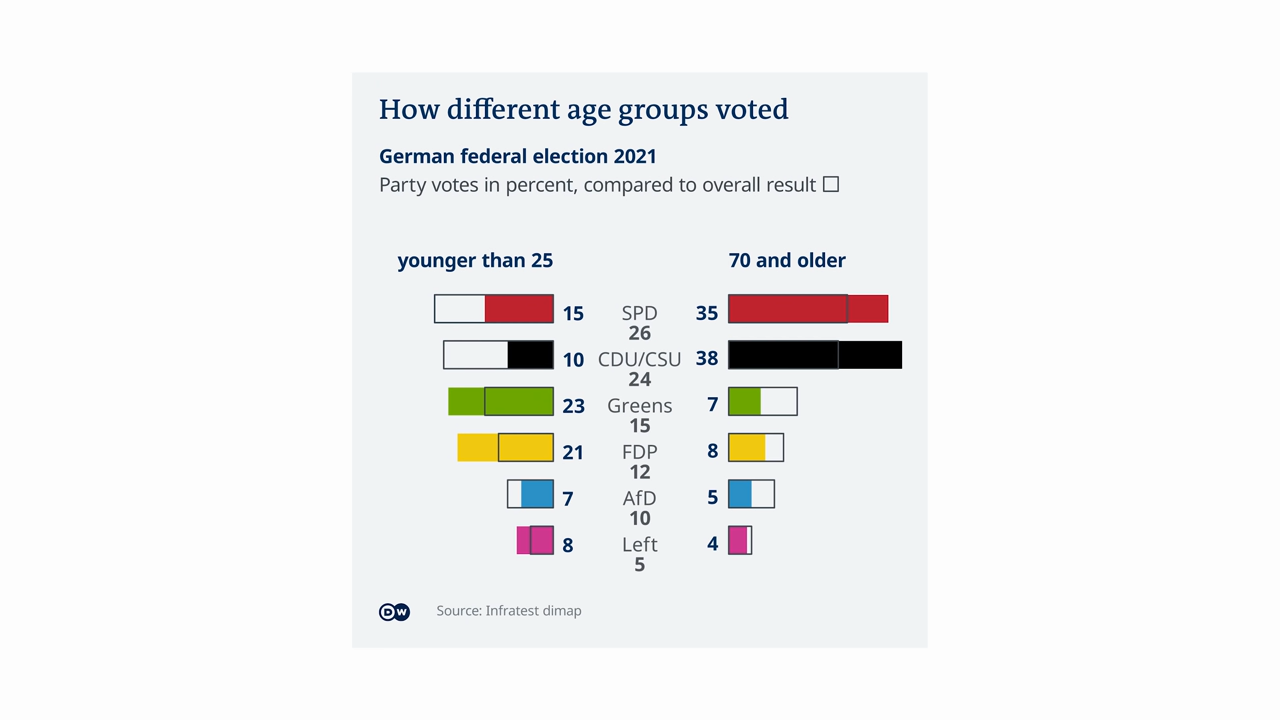 How different age groups voted
German federal election 2021
Party votes in percent, compared to overall result
younger than 25 70 and older
15 SPD 35
26
10 CDU/CSU 38
24
23 Greens 7
15
21 FDP 8
12
7 AfD 5
10
8 Left 4
5
DW Source: Infratest dimap